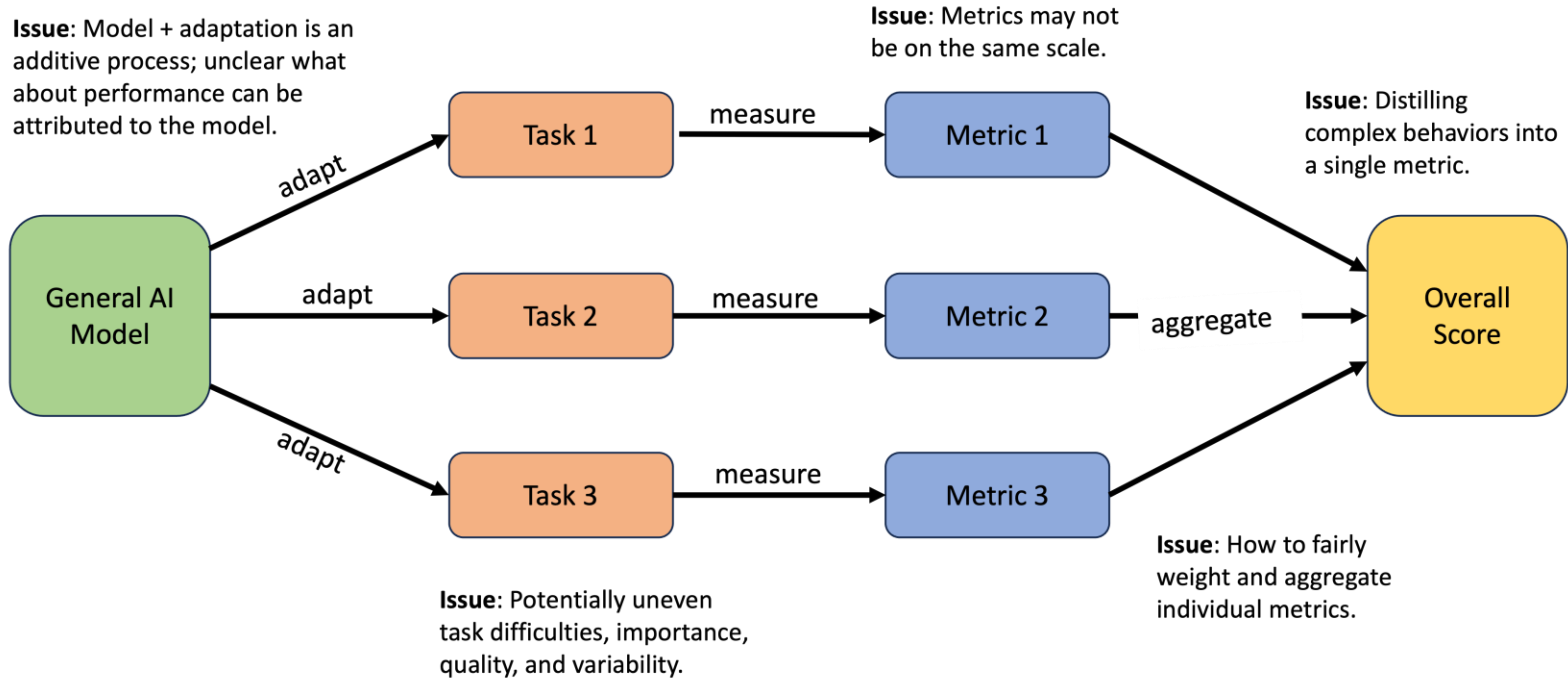 Issue: Model + adaptation is an
additive process; unclear what
about performance can be
attributed to the model.
Issue: Metrics may not
be on the same scale.
Issue: Distilling
complex behaviors into
a single metric.
adapt
Task 1
measure
Metric 1
General AI
Model
adapt
Task 2
measure
Metric 2
aggregate
Overall
Score
adapt
Task 3
measure
Metric 3
Issue: Potentially uneven
task difficulties, importance,
quality, and variability.
Issue: How to fairly
weight and aggregate
individual metrics.